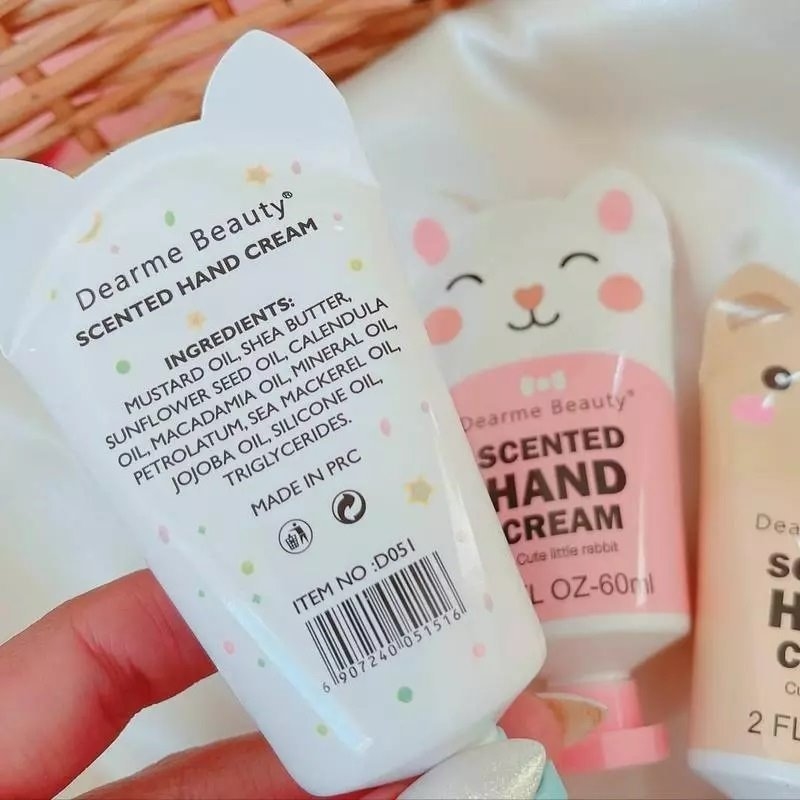 Dearme Beauty®
SCENTED HAND CREAM
INGREDIENTS:
MUSTARD OIL, SHEA BUTTER,
SUNFLOWER SEED OIL, CALENDULA
OIL, MACADAMIA OIL, MINERAL OIL,
PETROLATUM, SEA MACKEREL OIL,
JOJOBA OIL, SILICONE OIL,
TRIGLYCERIDES.
MADE IN PRC
ITEM NO :D051
6 907240 051516
Dearme Beauty®
SCENTED
HAND
CREAM
Cute little rabbit
L OZ-60ml
Dea
H
C
2 FL